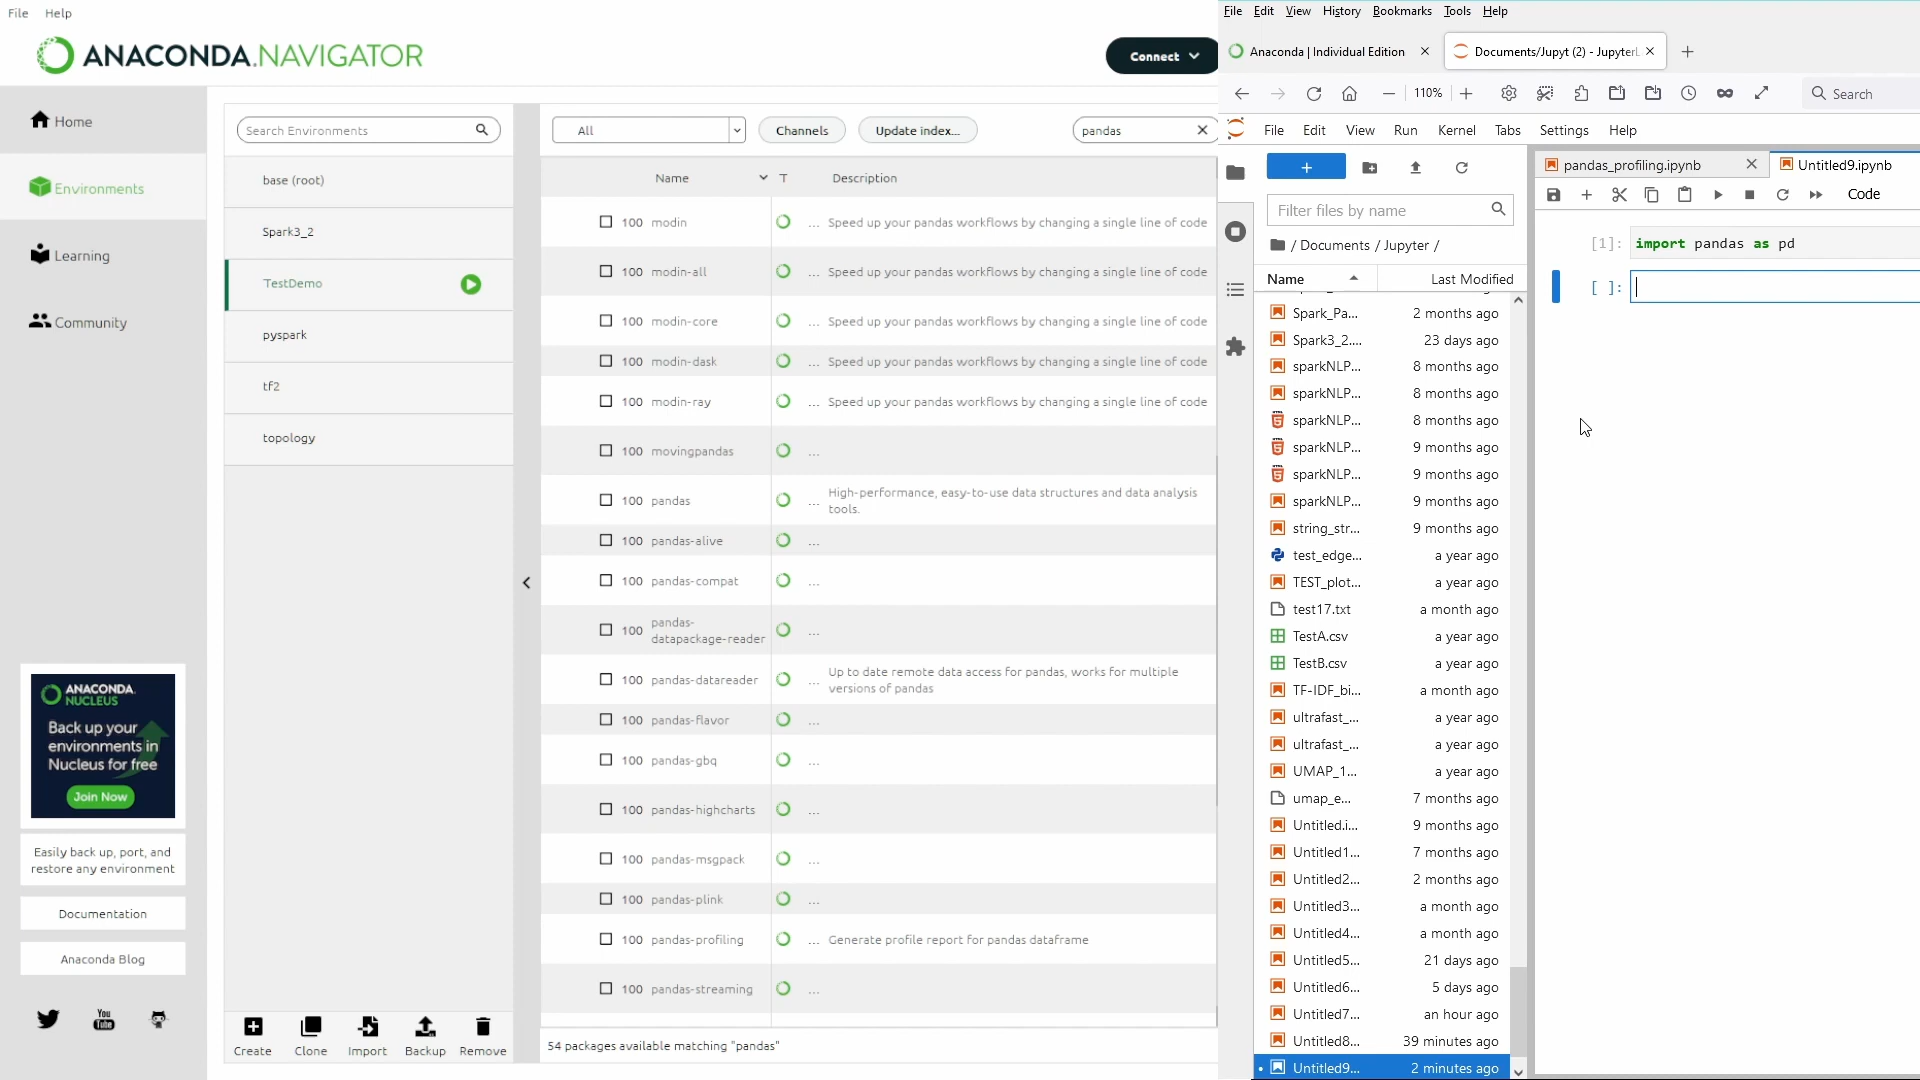 File Help
ANACONDA.NAVIGATOR
Connect
Home
Environments
Learning
Community
ANACONDA.
NUCLEUS
Back up your
environments in
Nucleus for free
Join Now
Easily back up, port, and
restore any environment
Documentation
Anaconda Blog
You
Tube
Search Environments
base (root)
Spark3_2
TestDemo
pyspark
tf2
topology
Create Clone Import Backup Remove
All Channels Update index... pandas
Name T Description
100 modin ... Speed up your pandas workflows by changing a single line of code
100 modin-all ... Speed up your pandas workflows by changing a single line of code
100 modin-core ... Speed up your pandas workflows by changing a single line of code
100 modin-dask ... Speed up your pandas workflows by changing a single line of code
100 modin-ray ... Speed up your pandas workflows by changing a single line of code
100 movingpandas ...
100 pandas ... High-performance, easy-to-use data structures and data analysis
tools.
100 pandas-alive ...
100 pandas-compat ...
100 pandas-
datapackage-reader ...
100 pandas-datareader ... Up to date remote data access for pandas, works for multiple
versions of pandas
100 pandas-flavor ...
100 pandas-gbq ...
100 pandas-highcharts ...
100 pandas-msgpack ...
100 pandas-plink ...
100 pandas-profiling ... Generate profile report for pandas dataframe
100 pandas-streaming ...
54 packages available matching "pandas"
File Edit View History Bookmarks Tools Help
Anaconda | Individual Edition
Documents/Jupyt (2) - JupyterL
110%
Search
File Edit View Run Kernel Tabs Settings Help
Filter files by name
/ Documents / Jupyter /
Name Last Modified
Spark_Pa... 2 months ago
Spark3_2.... 23 days ago
sparkNLP... 8 months ago
sparkNLP... 8 months ago
sparkNLP... 8 months ago
sparkNLP... 9 months ago
sparkNLP... 9 months ago
sparkNLP... 9 months ago
string_str... 9 months ago
test_edge... a year ago
TEST_plot... a year ago
test17.txt a month ago
TestA.csv a year ago
TestB.csv a year ago
TF-IDF_bi... a month ago
ultrafast_... a year ago
ultrafast_... a year ago
UMAP_1... a year ago
umap_e... 7 months ago
Untitled.i... 9 months ago
Untitled1... 7 months ago
Untitled2... 2 months ago
Untitled3... a month ago
Untitled4... a month ago
Untitled5... 21 days ago
Untitled6... 5 days ago
Untitled7... an hour ago
Untitled8... 39 minutes ago
Untitled9... 2 minutes ago
pandas_profiling.ipynb
Untitled9.ipynb
Code
[1]: import pandas as pd
[ ]: